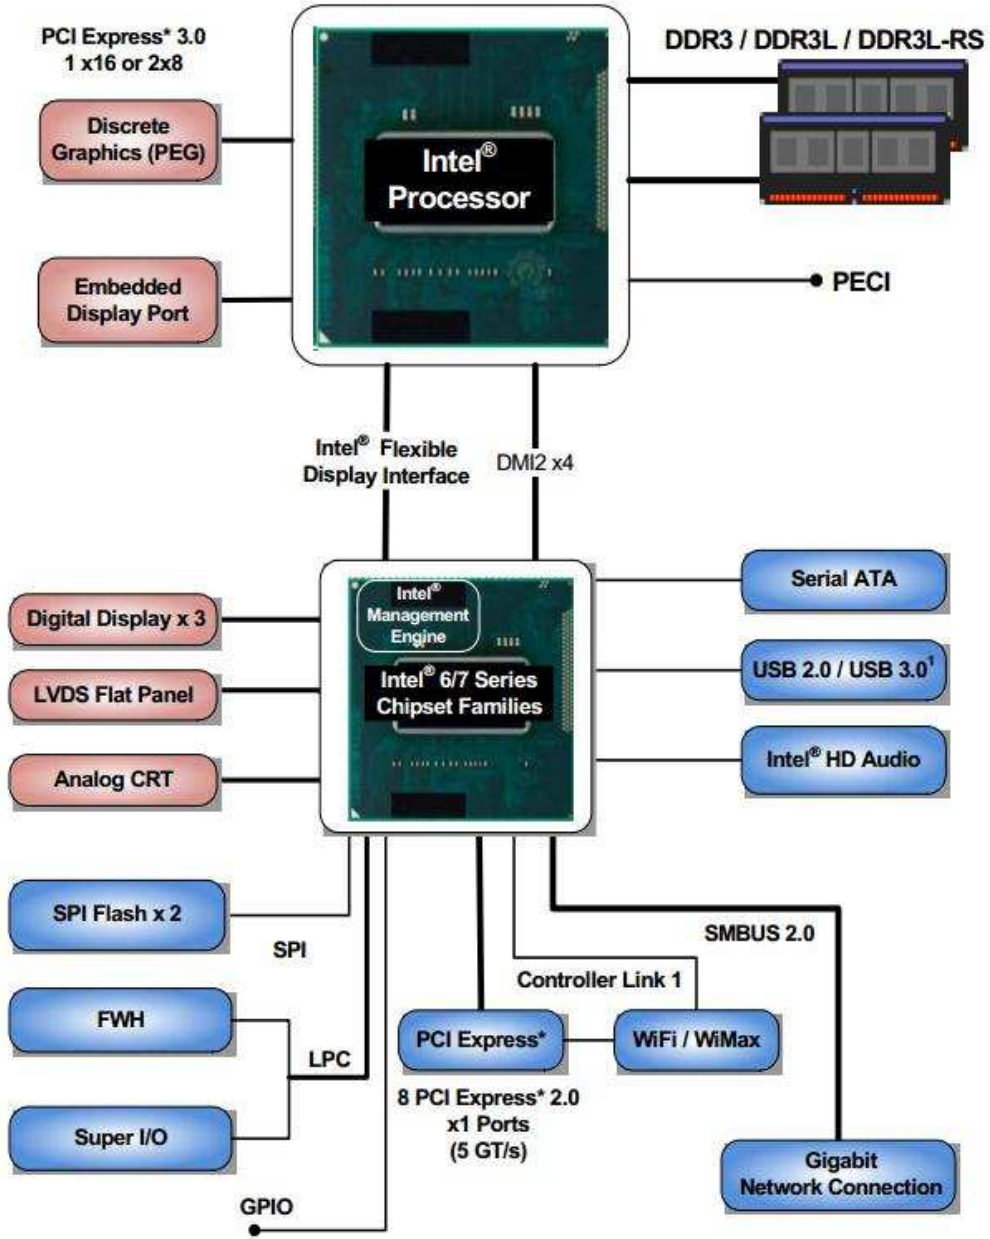 PCI Express* 3.0
1 x16 or 2x8
DDR3 / DDR3L / DDR3L-RS
Discrete
Graphics (PEG)
Intel®
Processor
Embedded
Display Port
PECI
Intel® Flexible
Display Interface
DMI2 x4
Intel®
Management
Engine
Intel® 6/7 Series
Chipset Families
Digital Display x 3
LVDS Flat Panel
Analog CRT
Serial ATA
USB 2.0 / USB 3.0¹
Intel® HD Audio
SPI Flash x 2
SPI
FWH
LPC
Super I/O
GPIO
SMBUS 2.0
Controller Link 1
PCI Express*
WiFi / WiMax
8 PCI Express* 2.0
x1 Ports
(5 GT/s)
Gigabit
Network Connection